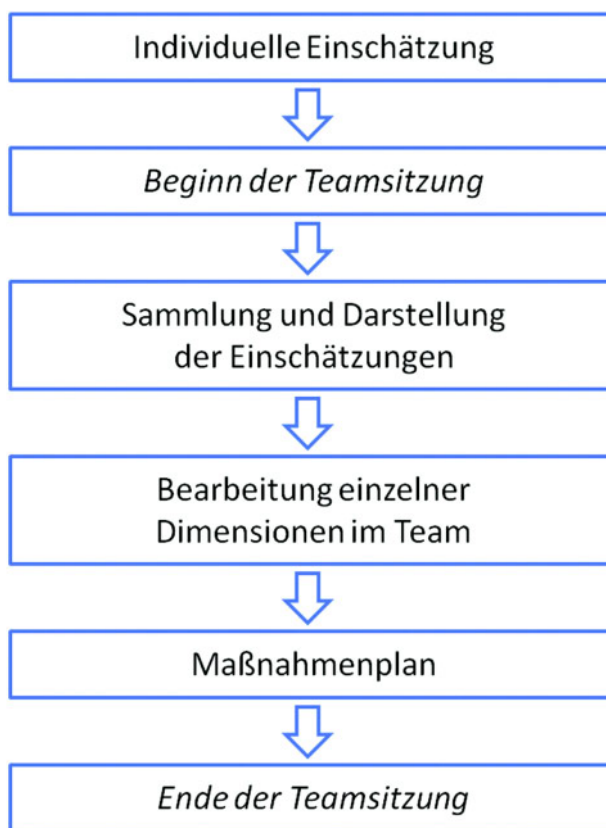 Individuelle Einschätzung
Beginn der Teamsitzung
Sammlung und Darstellung
der Einschätzungen
Bearbeitung einzelner
Dimensionen im Team
Maßnahmenplan
Ende der Teamsitzung